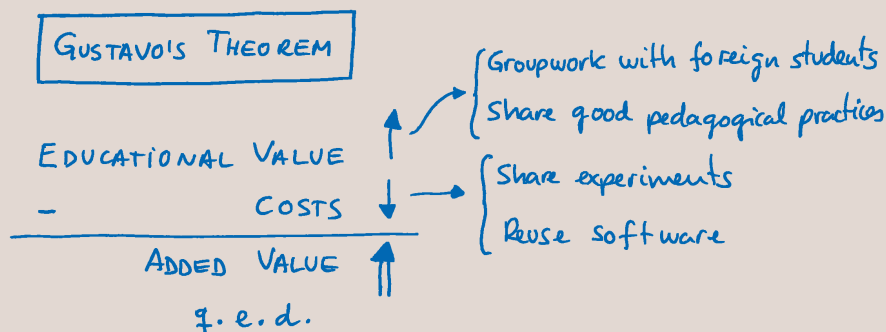 GUSTAVO'S THEOREM
Groupwork with foreign students
Share good pedagogical practices
EDUCATIONAL VALUE
Share experiments
- COSTS
Reuse software
ADDED VALUE
q.e.d.